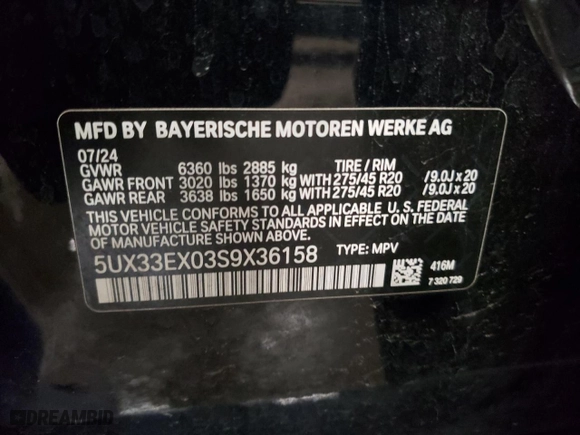 MFD BY BAYERISCHE MOTOREN WERKE AG
07/24
GVWR 6360 lbs 2885 kg TIRE / RIM
GAWR FRONT 3020 lbs 1370 kg WITH 275/45 R20 /9.0J x 20
GAWR REAR 3638 lbs 1650 kg WITH 275/45 R20 /9.0J x 20
THIS VEHICLE CONFORMS TO ALL APPLICABLE U. S. FEDERAL
MOTOR VEHICLE SAFETY STANDARDS IN EFFECT ON THE
DATE OF MANUFACTURE SHOWN ABOVE.
5UX33EX03S9X36158 TYPE: MPV
416M
7 320 729
DREAMBID